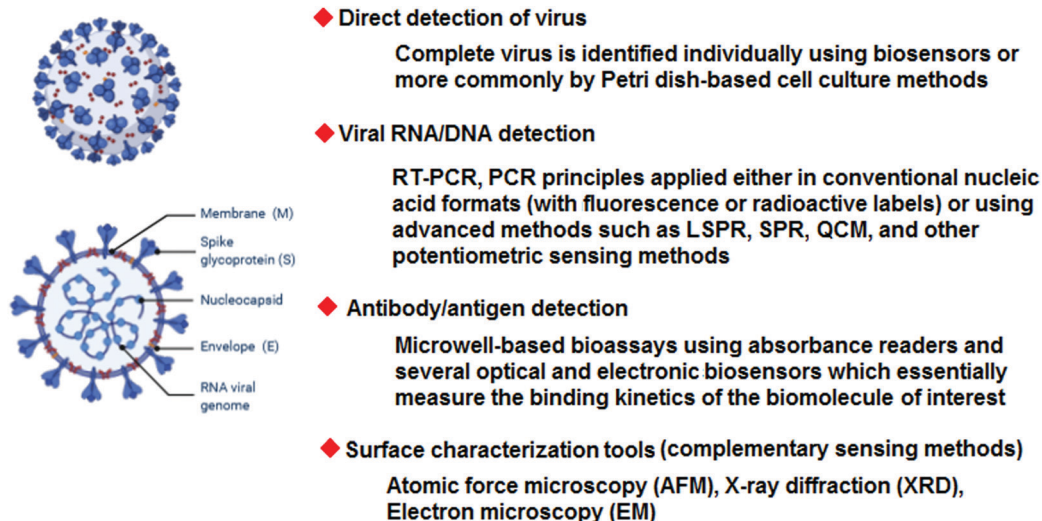 Direct detection of virus
Complete virus is identified individually using biosensors or
more commonly by Petri dish-based cell culture methods
Viral RNA/DNA detection
RT-PCR, PCR principles applied either in conventional nucleic
acid formats (with fluorescence or radioactive labels) or using
advanced methods such as LSPR, SPR, QCM, and other
potentiometric sensing methods
Membrane (M)
Spike
glycoprotein (S)
Nucleocapsid
Envelope (E)
RNA viral
genome
Antibody/antigen detection
Microwell-based bioassays using absorbance readers and
several optical and electronic biosensors which essentially
measure the binding kinetics of the biomolecule of interest
Surface characterization tools (complementary sensing methods)
Atomic force microscopy (AFM), X-ray diffraction (XRD),
Electron microscopy (EM)